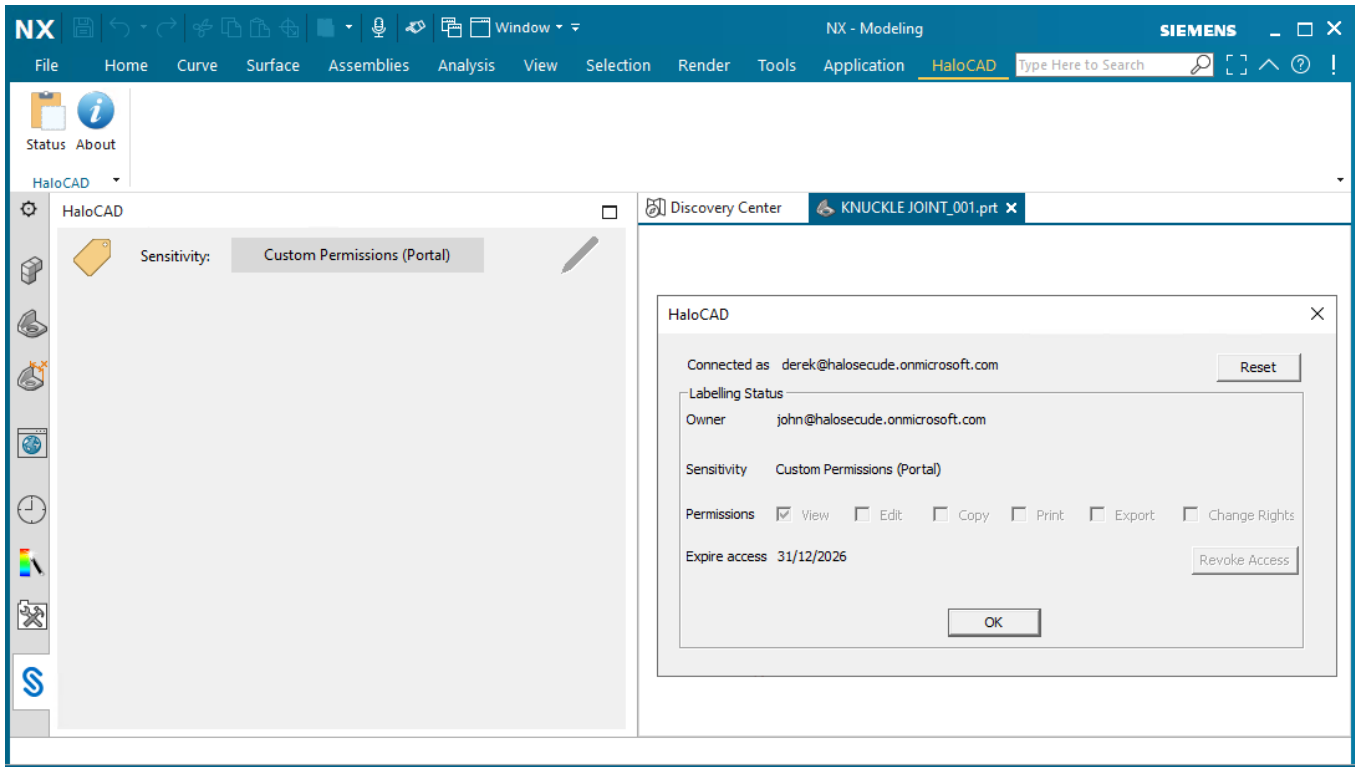 NX Window NX - Modeling SIEMENS
File Home Curve Surface Assemblies Analysis View Selection Render Tools Application HaloCAD Type Here to Search
Status About
HaloCAD
HaloCAD
Sensitivity: Custom Permissions (Portal)
Discovery Center KNUCKLE JOINT_001.prt
HaloCAD
Connected as derek@halosecude.onmicrosoft.com Reset
Labelling Status
Owner john@halosecude.onmicrosoft.com
Sensitivity Custom Permissions (Portal)
Permissions View Edit Copy Print Export Change Rights
Expire access 31/12/2026 Revoke Access
OK